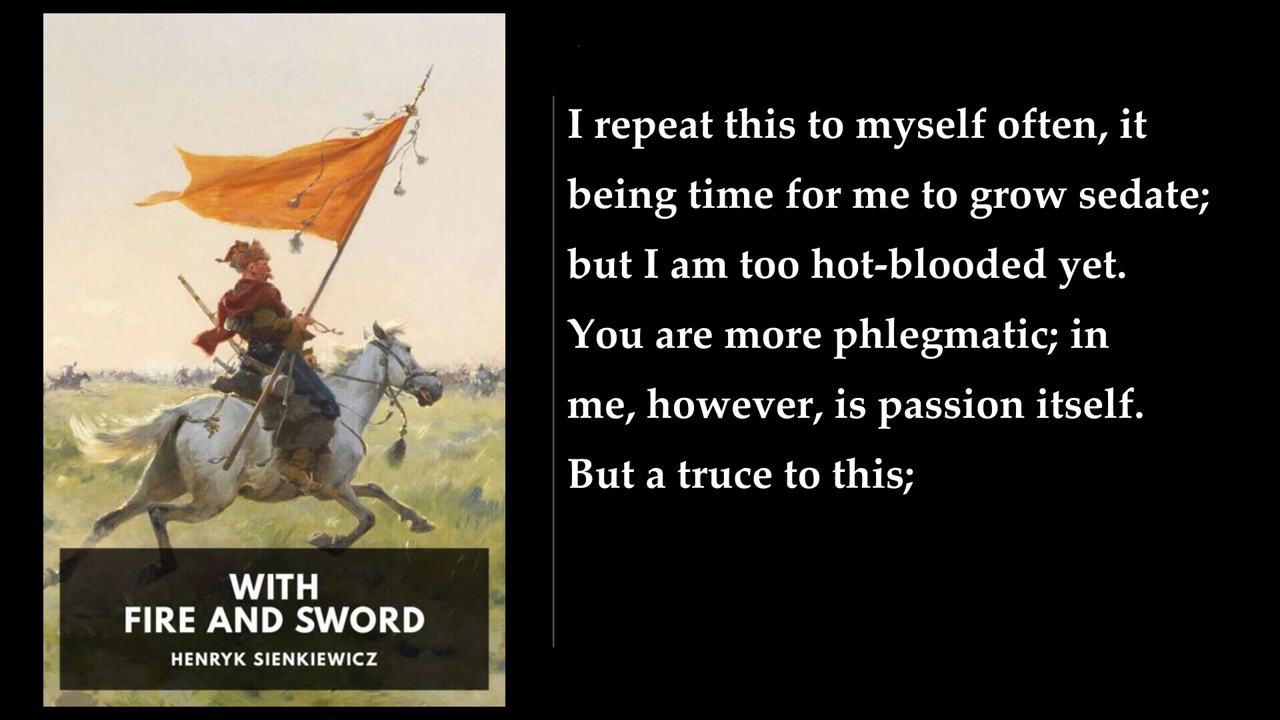 WITH
FIRE AND SWORD
HENRYK SIENKIEWICZ
I repeat this to myself often, it
being time for me to grow sedate;
but I am too hot-blooded yet.
You are more phlegmatic; in
me, however, is passion itself.
But a truce to this;